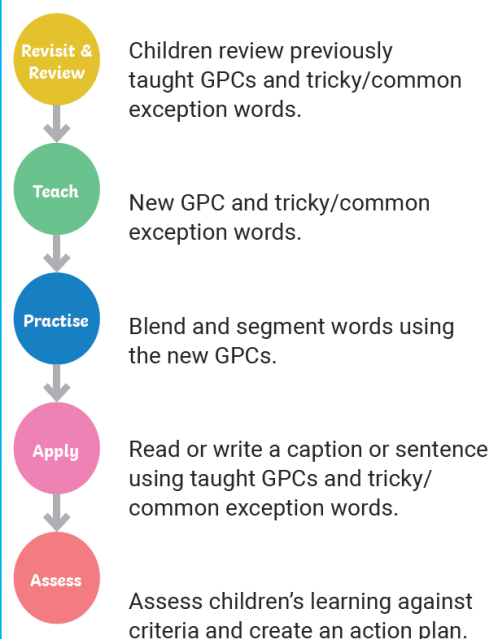 Revisit &
Review
Children review previously
taught GPCs and tricky/common
exception words.
Teach
New GPC and tricky/common
exception words.
Practise
Blend and segment words using
the new GPCs.
Apply
Read or write a caption or sentence
using taught GPCs and tricky/
common exception words.
Assess
Assess children’s learning against
criteria and create an action plan.